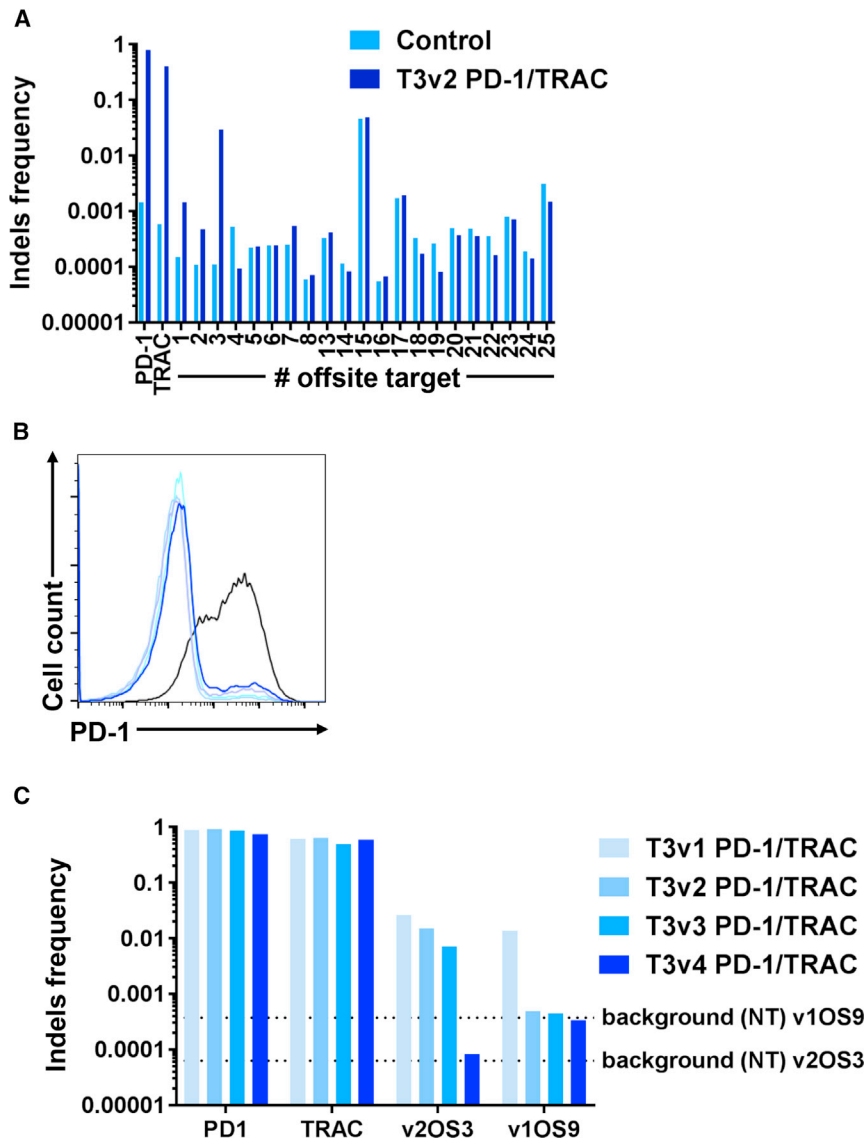 A
Control
T3v2 PD-1/TRAC
Indels frequency
1
0.1
0.01
0.001
0.0001
0.00001
PD-1
TRAC
1
2
3
4
5
6
7
8
13
14
15
16
17
18
19
20
21
22
23
24
25
# offsite target
B
Cell count
PD-1
C
Indels frequency
1
0.1
0.01
0.001
0.0001
0.00001
T3v1 PD-1/TRAC
T3v2 PD-1/TRAC
T3v3 PD-1/TRAC
T3v4 PD-1/TRAC
background (NT) v1OS9
background (NT) v2OS3
PD1 TRAC v2OS3 v1OS9